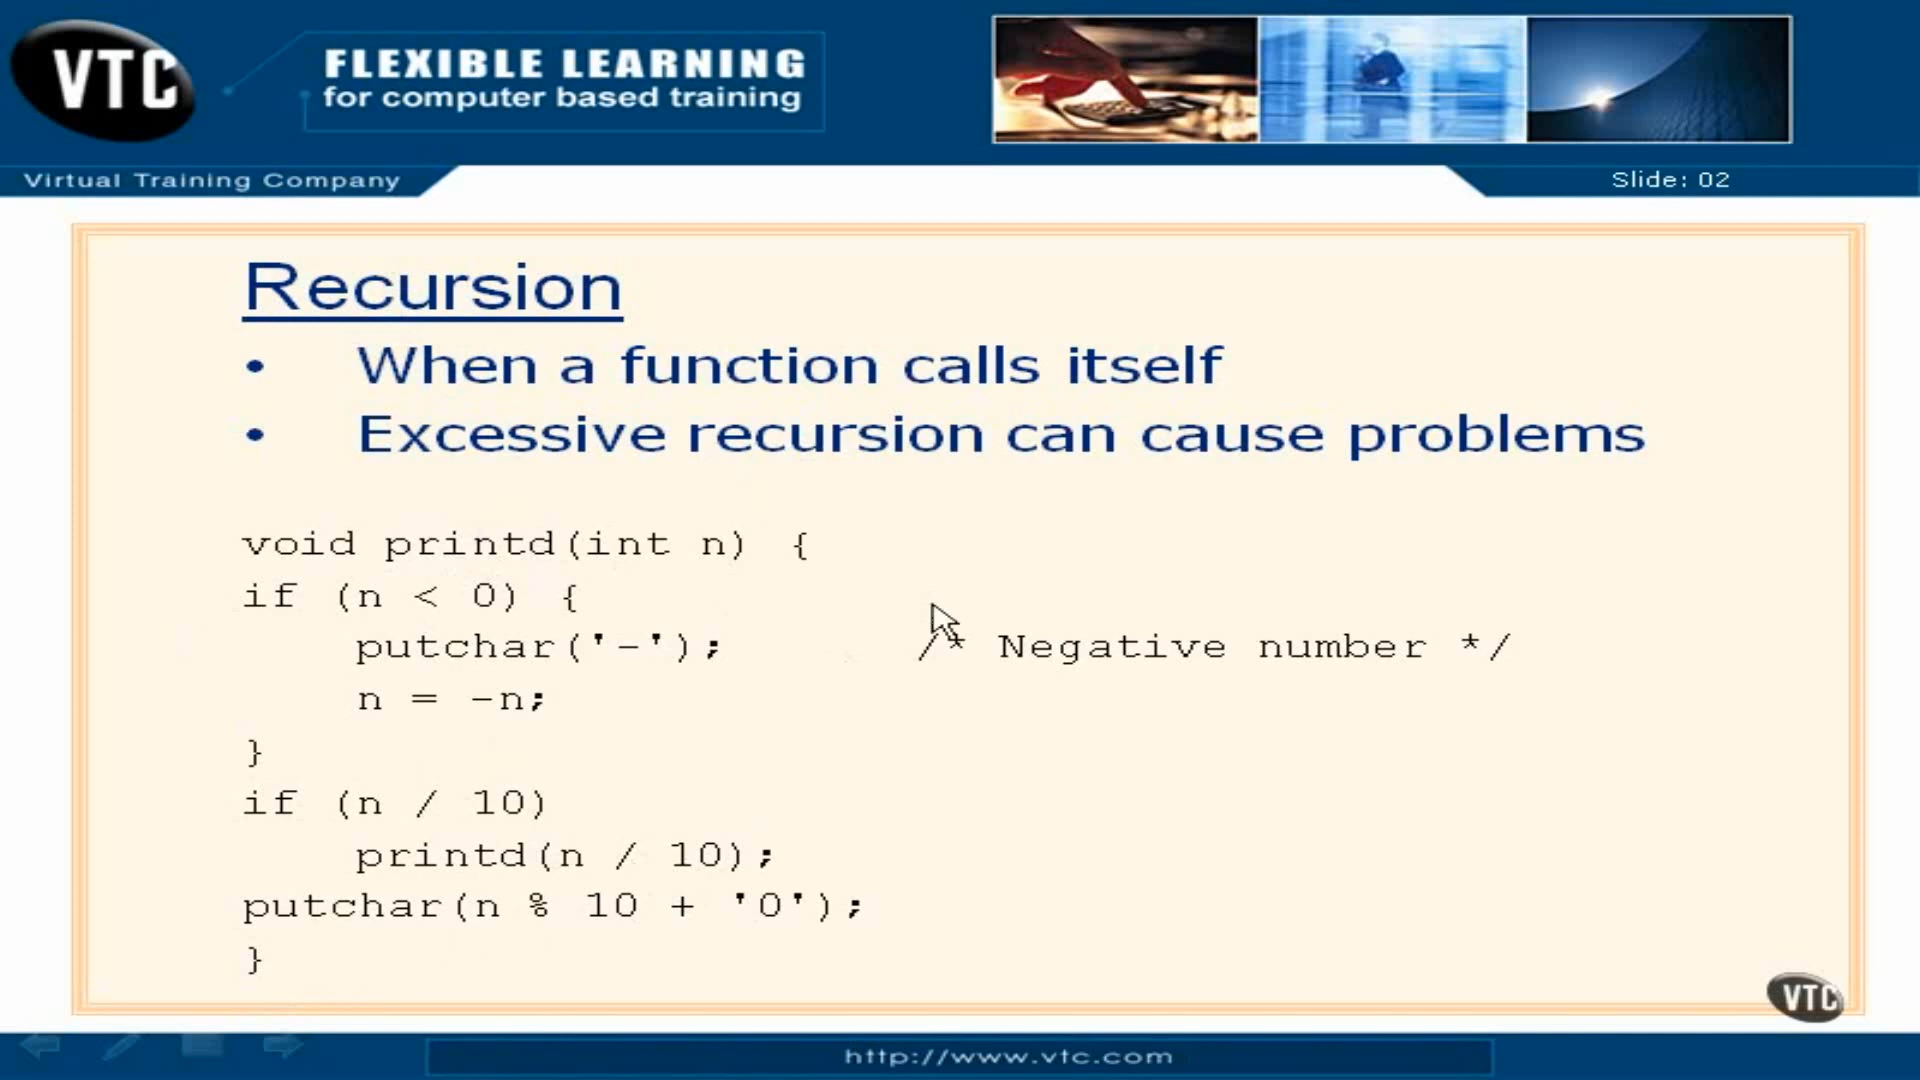 VTC
FLEXIBLE LEARNING
for computer based training
Virtual Training Company
Slide: 02
Recursion
• When a function calls itself
• Excessive recursion can cause problems
void printd(int n) {
if (n < 0) {
    putchar('-');       /* Negative number */
    n = -n;
}
if (n / 10)
    printd(n / 10);
putchar(n % 10 + '0');
}
VTC
http://www.vtc.com